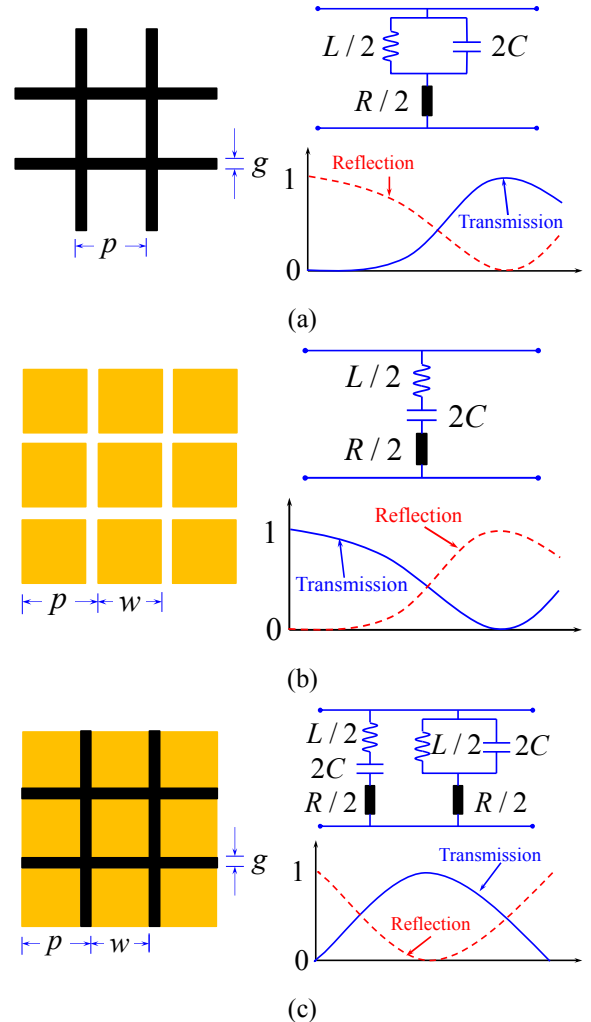 L / 2
2C
R / 2
g
p
1
Reflection
Transmission
0
(a)
L / 2
2C
R / 2
p
w
1
Reflection
Transmission
0
(b)
L / 2
2C
R / 2
L / 2
2C
R / 2
g
p
w
1
Transmission
Reflection
0
(c)